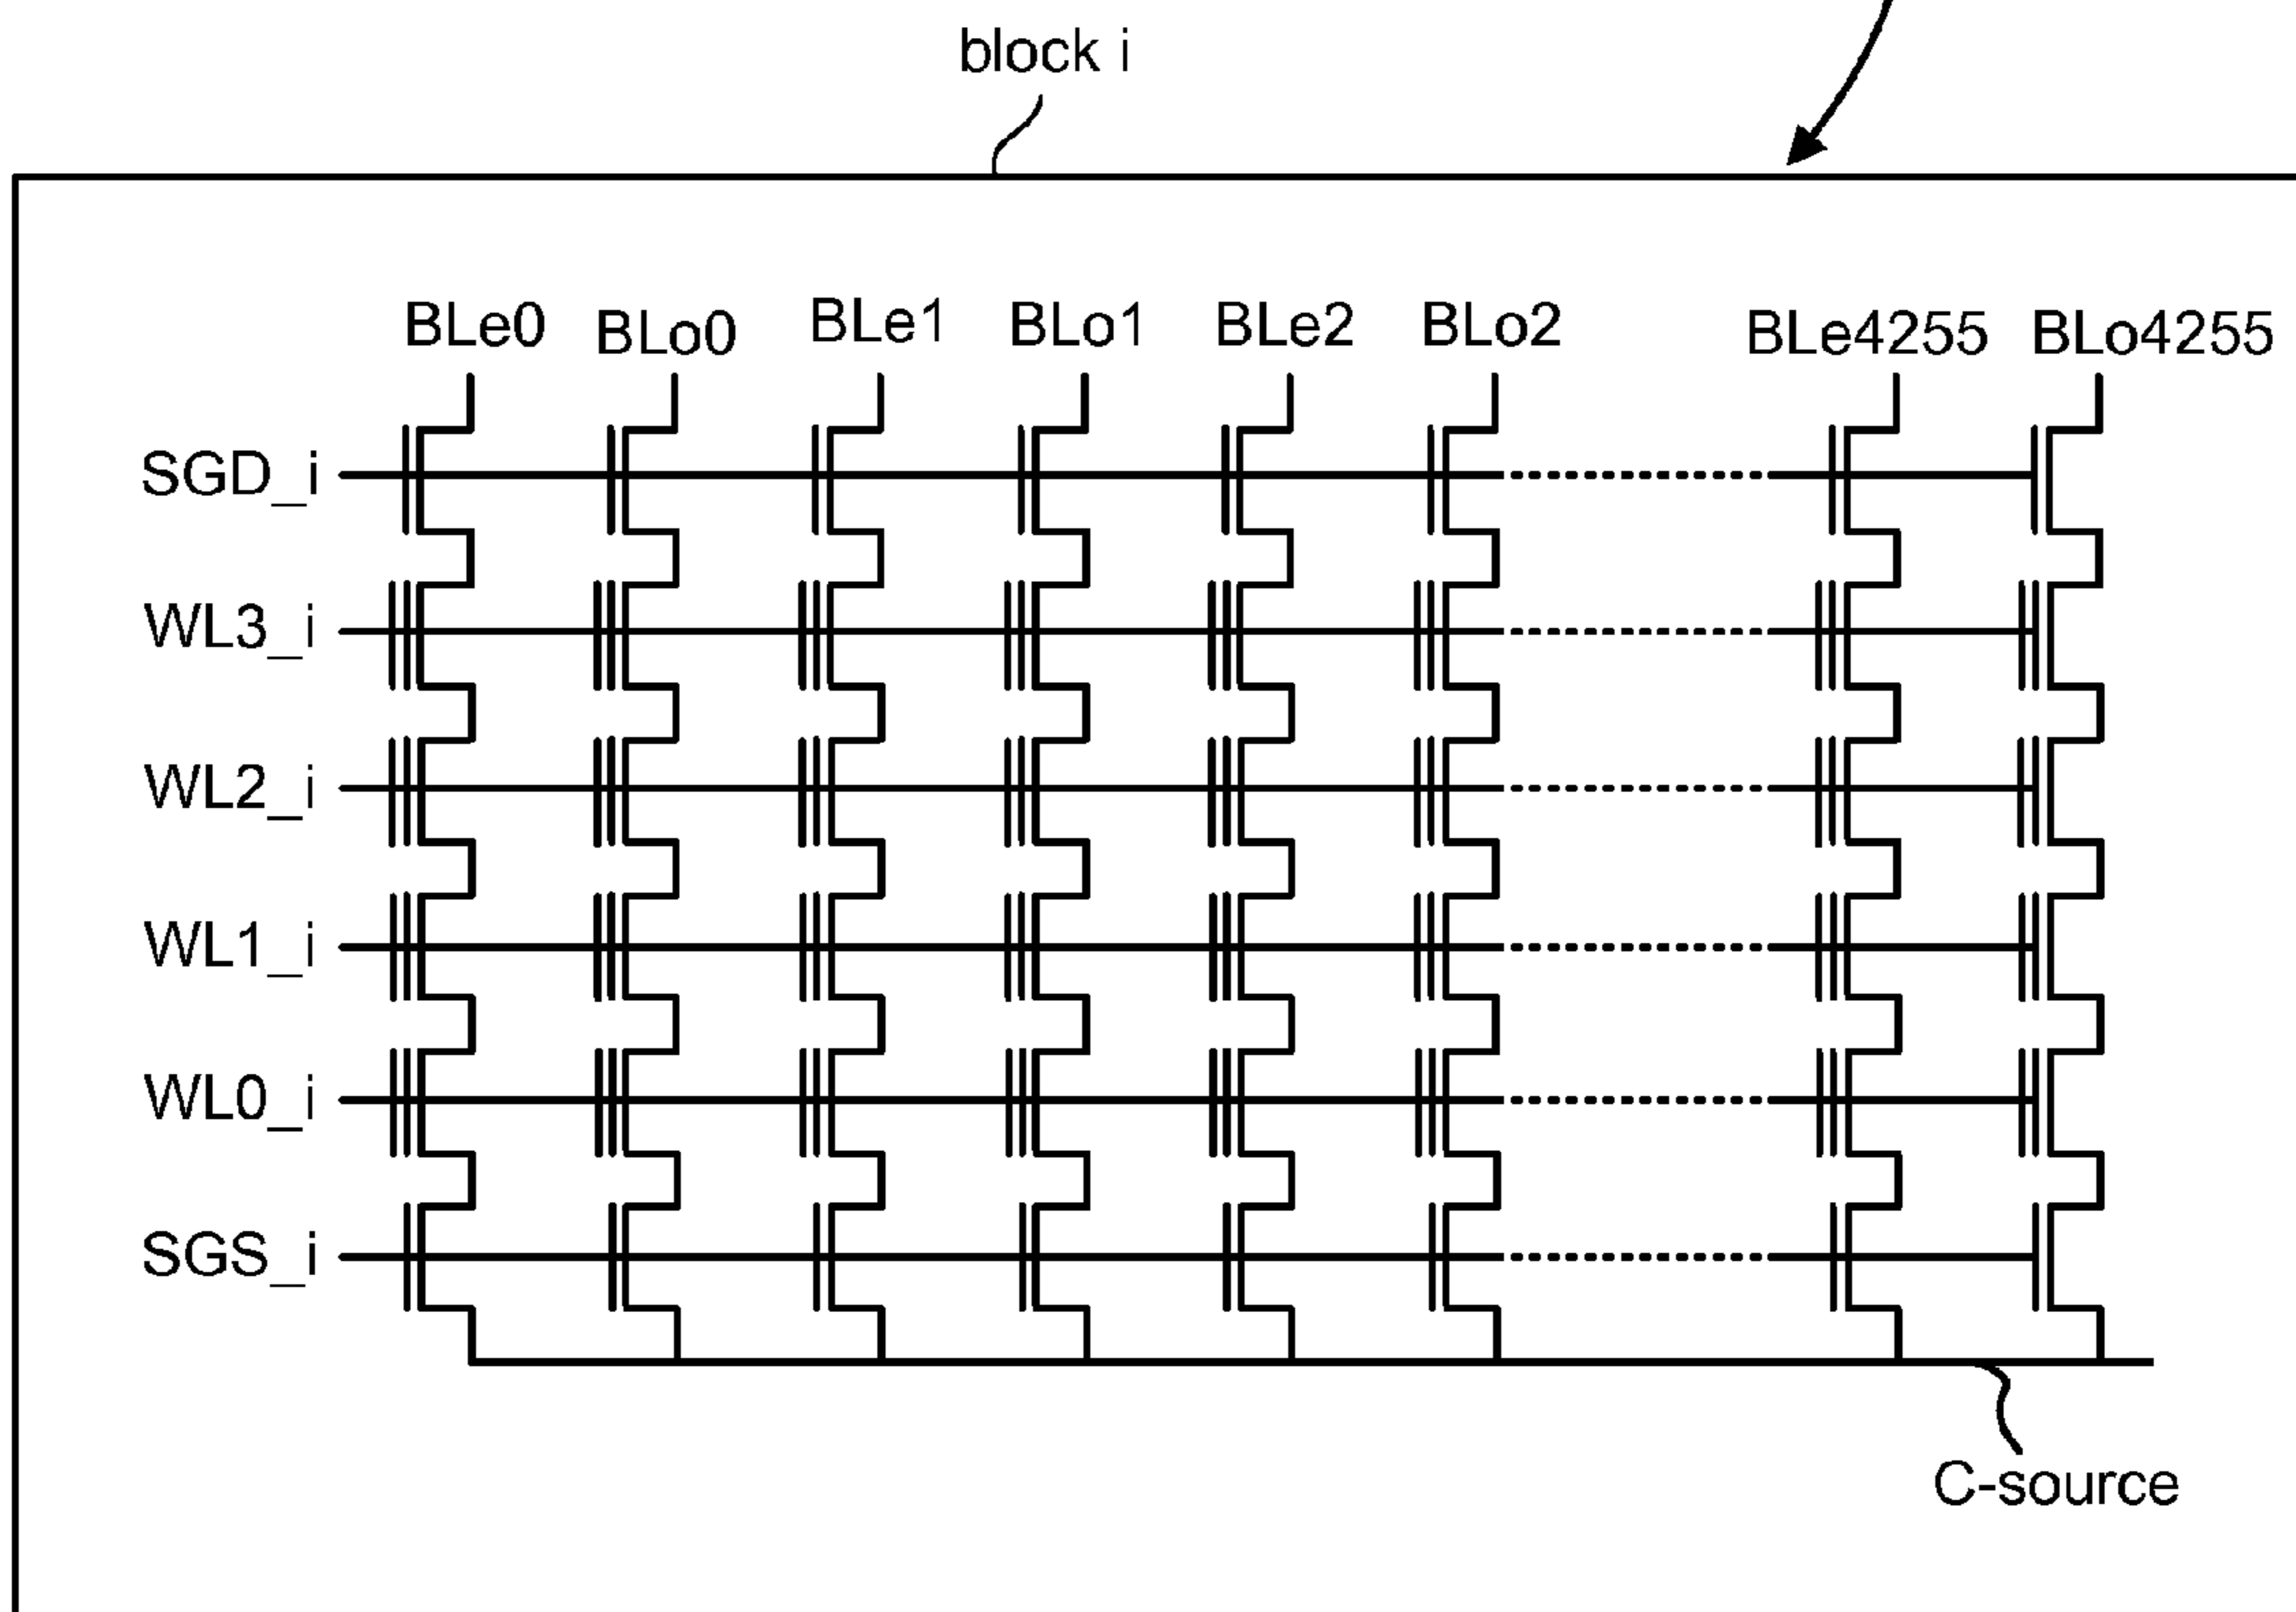 block i
BLe0 BLo0 BLe1 BLo1 BLe2 BLo2 BLe4255 BLo4255
SGD_i
WL3_i
WL2_i
WL1_i
WL0_i
SGS_i
C-source